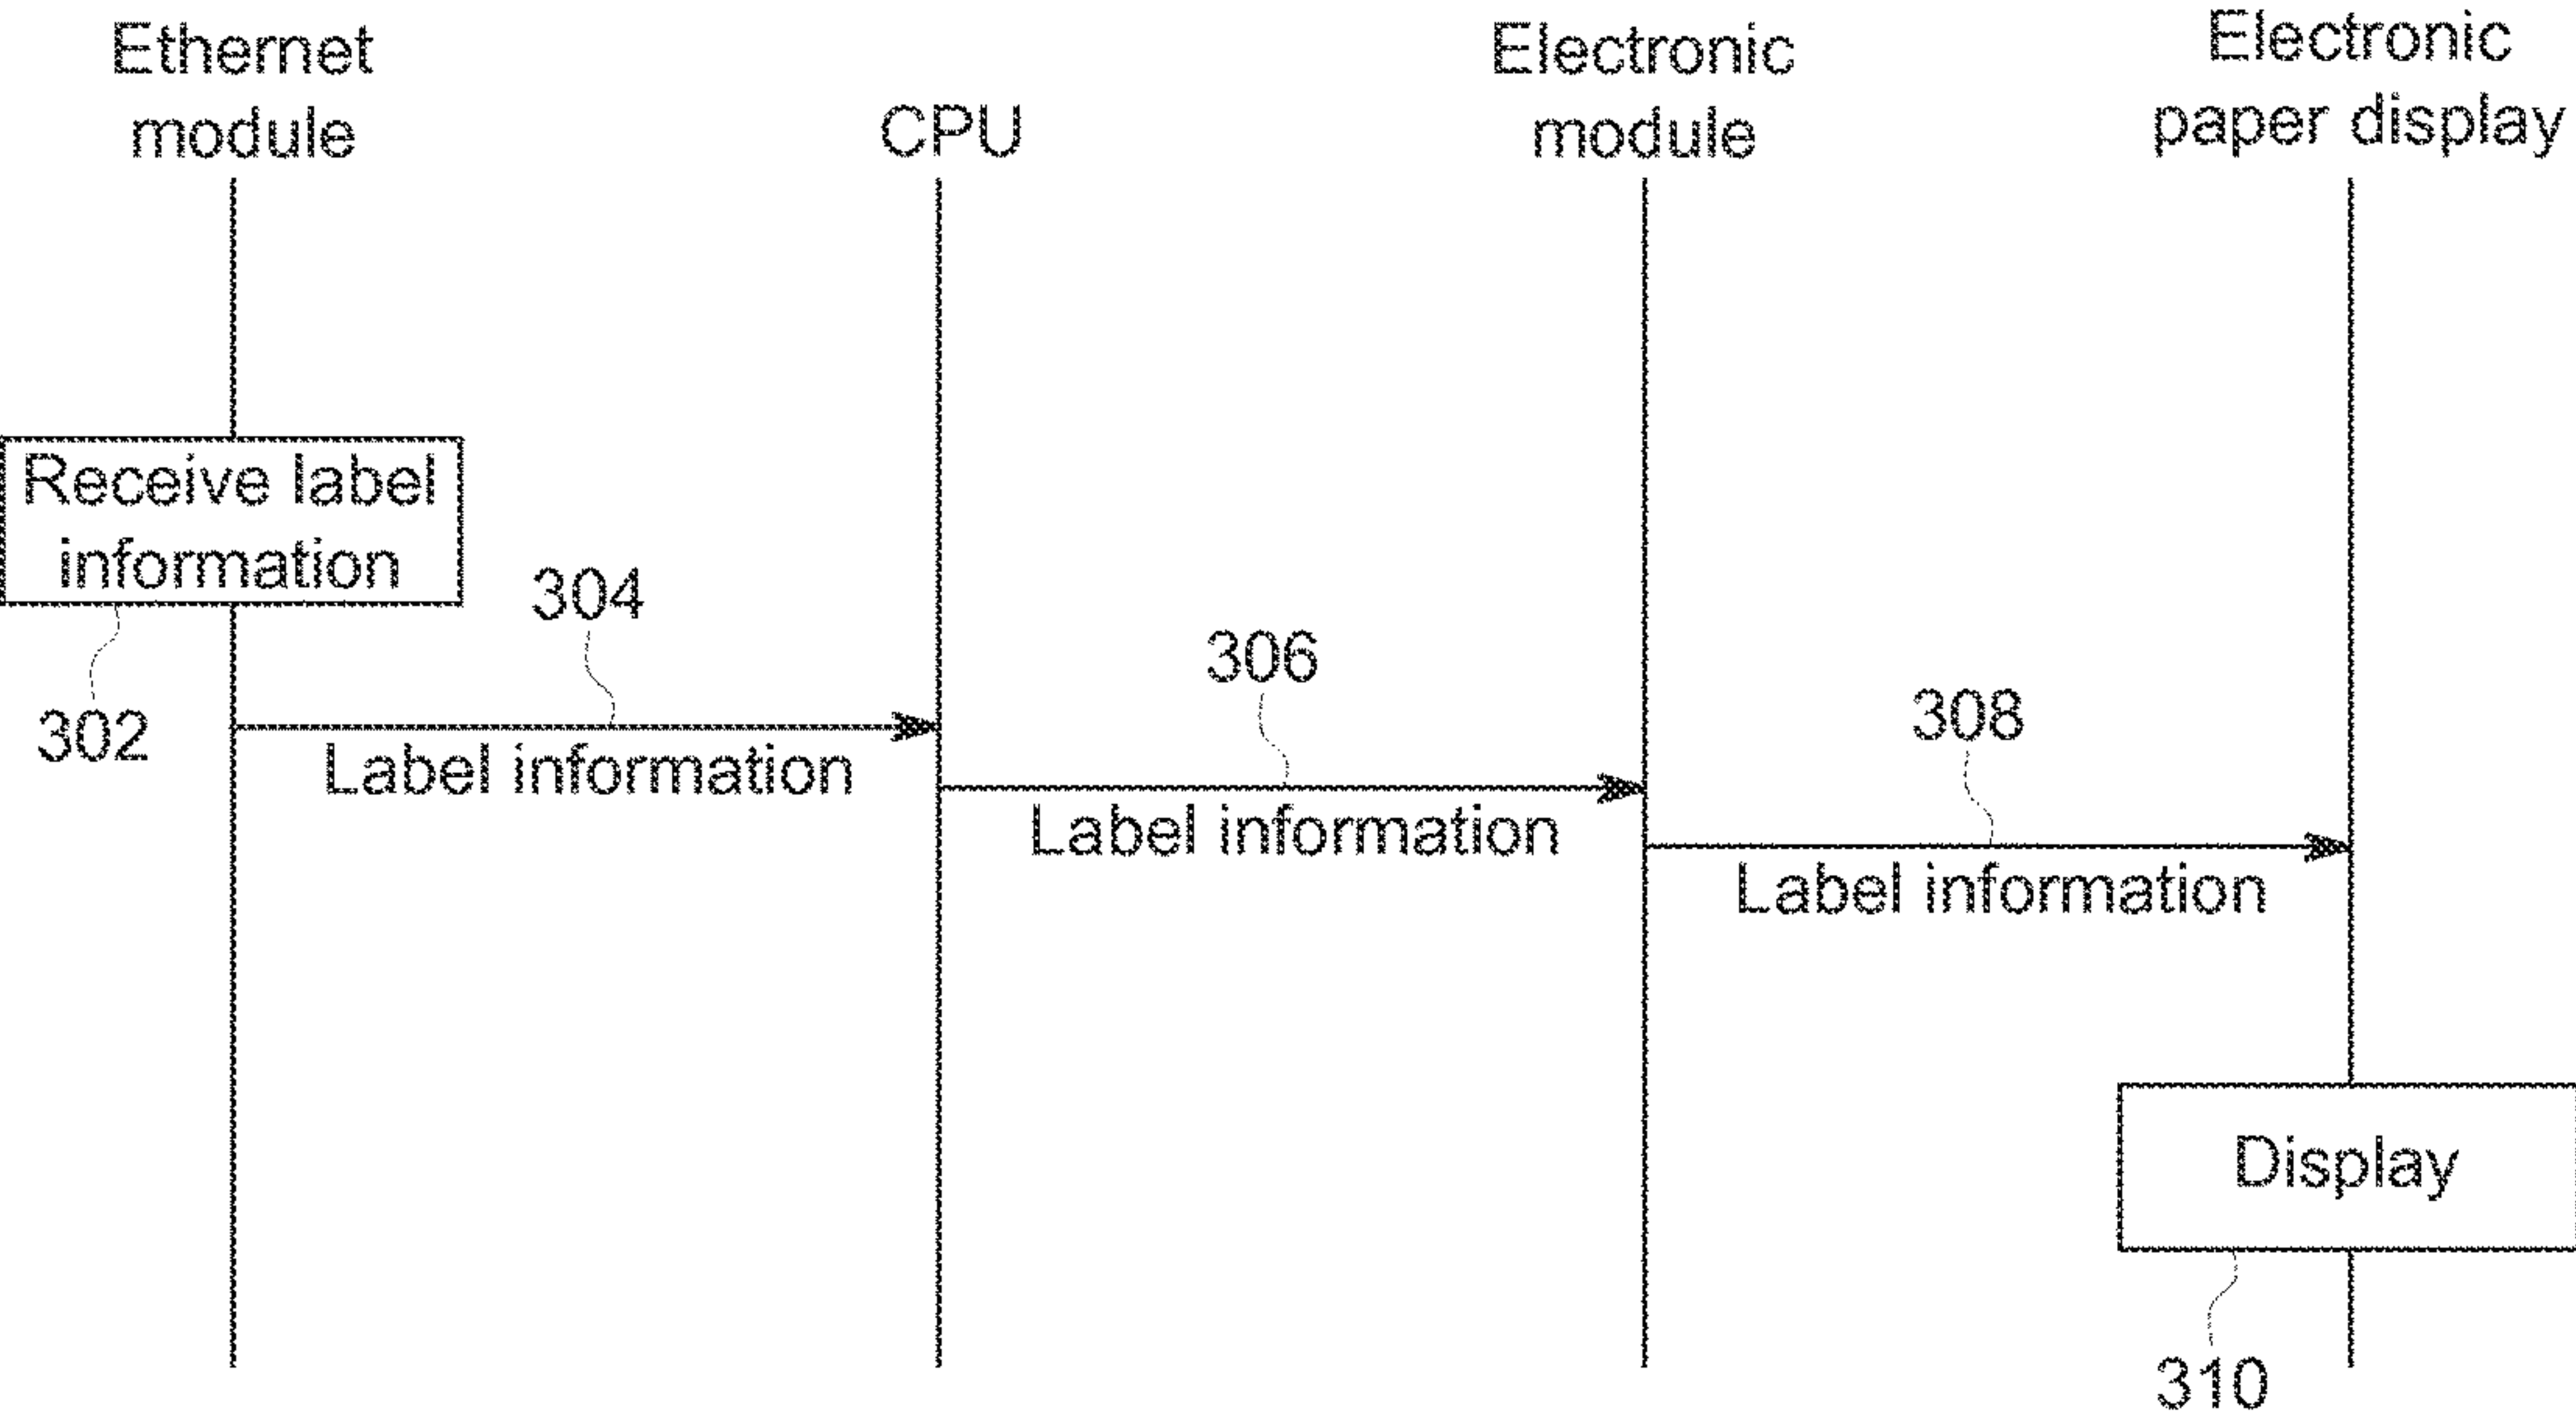 Ethernet
module
CPU
Electronic
module
Electronic
paper display
Receive label
information
302
304
Label information
306
Label information
308
Label information
Display
310